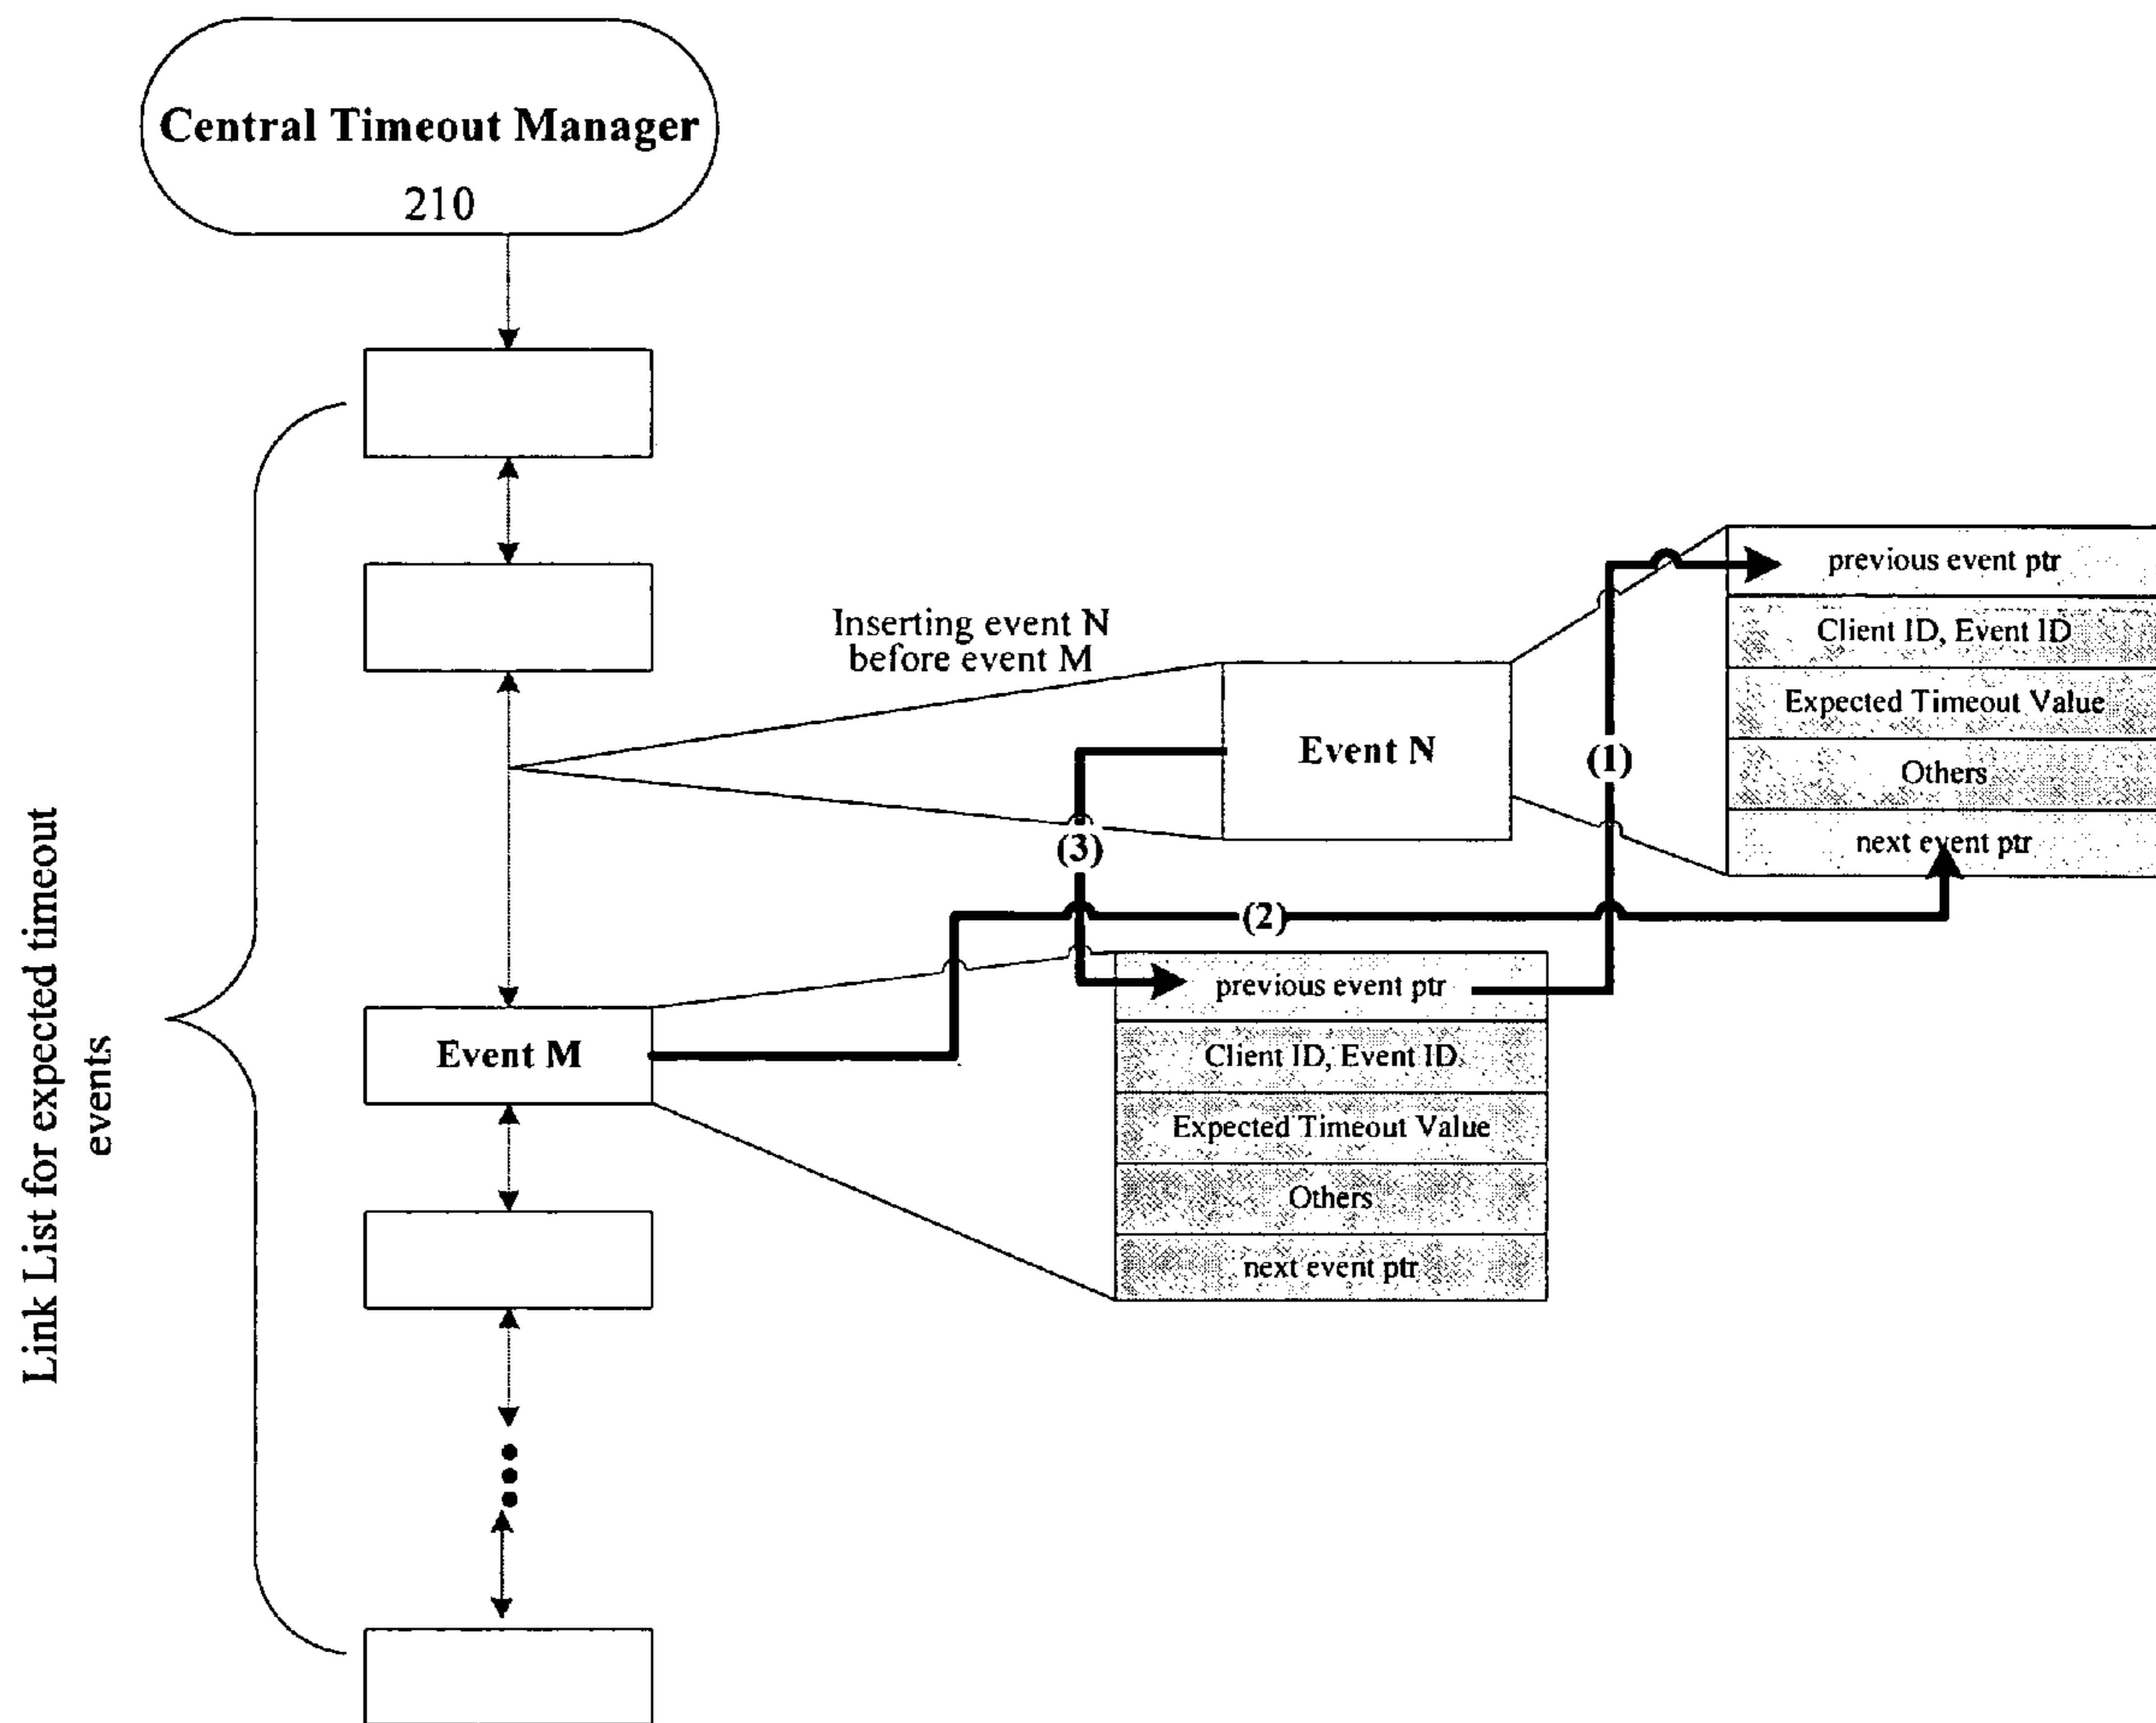 Central Timeout Manager
210
Inserting event N
before event M
Event N
previous event ptr
Client ID, Event ID
Expected Timeout Value
Others
next event ptr
(1)
(3)
(2)
Event M
previous event ptr
Client ID, Event ID
Expected Timeout Value
Others
next event ptr
Link List for expected timeout
events